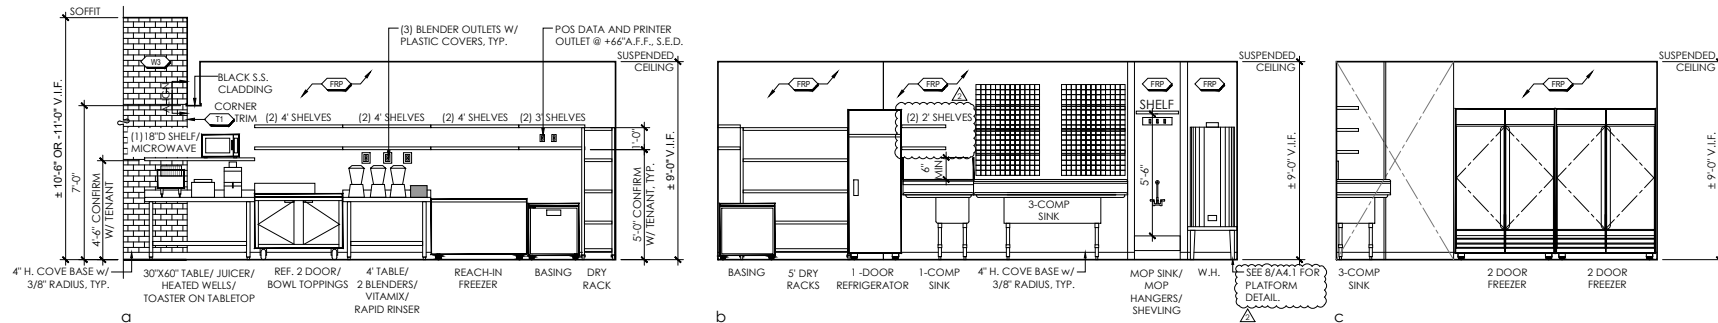 SOFFIT
± 10'-6" OR -11'-0" V.I.F.
7'-0"
4'-6" CONFIRM
W/ TENANT
W3
BLACK S.S.
CLADDING
CORNER
TRIM
T1
(1)18"D SHELF/
MICROWAVE
FRP
(3) BLENDER OUTLETS W/
PLASTIC COVERS, TYP.
POS DATA AND PRINTER
OUTLET @ +66"A.F.F., S.E.D.
SUSPENDED
CEILING
(2) 4' SHELVES
(2) 4' SHELVES
(2) 4' SHELVES
(2) 3' SHELVES
1'-0"
5'-0" CONFIRM
W/ TENANT, TYP.
± 9'-0" V.I.F.
4" H. COVE BASE w/
3/8" RADIUS, TYP.
30"X60" TABLE/ JUICER/
HEATED WELLS/
TOASTER ON TABLETOP
REF. 2 DOOR/
BOWL TOPPINGS
4' TABLE/
2 BLENDERS/
VITAMIX/
RAPID RINSER
REACH-IN
FREEZER
BASING
DRY
RACK
a
FRP
FRP
FRP
FRP
2
(2) 2' SHELVES
6"
MIN
SHELF
5'-6"
3-COMP
SINK
SUSPENDED
CEILING
± 9'-0" V.I.F.
BASING
5' DRY
RACKS
1 -DOOR
REFRIGERATOR
1-COMP
SINK
4" H. COVE BASE w/
3/8" RADIUS, TYP.
MOP SINK/
MOP
HANGERS/
SHELVING
W.H.
SEE 8/A4.1 FOR
PLATFORM
DETAIL.
2
b
FRP
SUSPENDED
CEILING
± 9'-0" V.I.F.
3-COMP
SINK
2 DOOR
FREEZER
2 DOOR
FREEZER
c